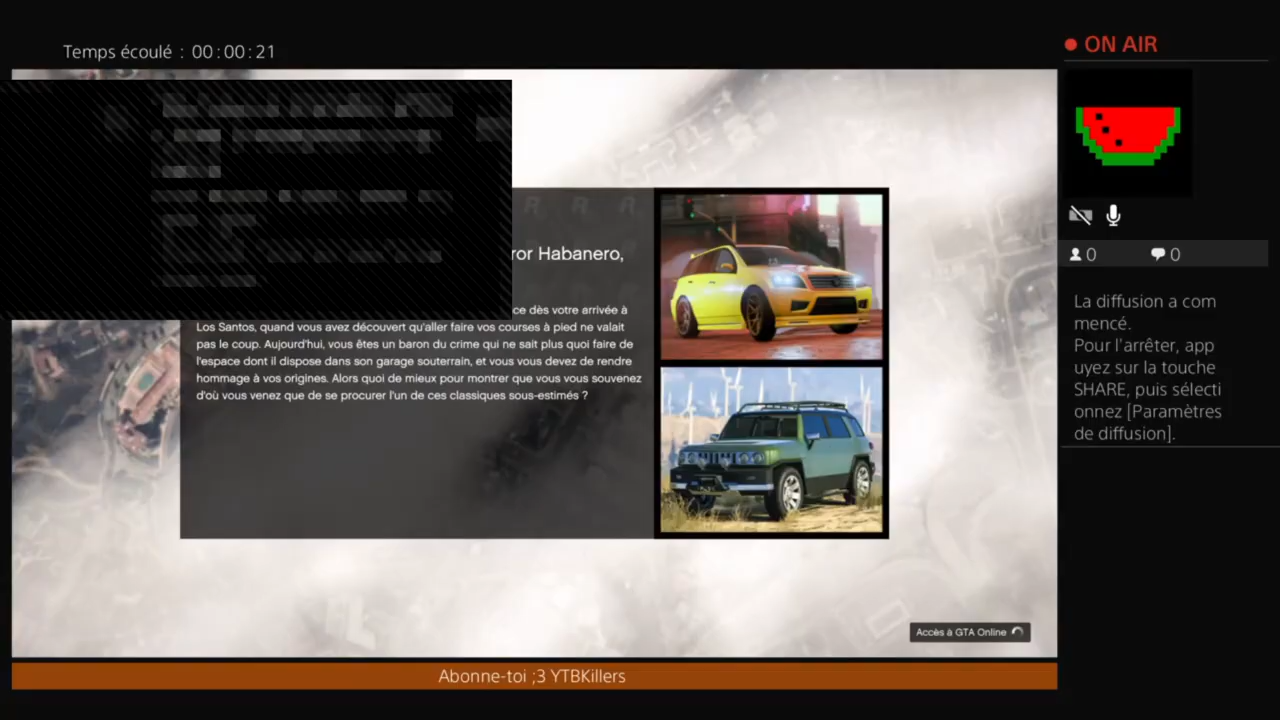 Temps écoulé : 00:00:21
ON AIR
0 0
La diffusion a com
mencé.
Pour l'arrêter, app
uyez sur la touche
SHARE, puis sélecti
onnez [Paramètres
de diffusion].
Habanero,
dès votre arrivée à
Los Santos, quand vous avez découvert qu'aller faire vos courses à pied ne valait
pas le coup. Aujourd'hui, vous êtes un baron du crime qui ne sait plus quoi faire de
l'espace dont il dispose dans son garage souterrain, et vous vous devez de rendre
hommage à vos origines. Alors quoi de mieux pour montrer que vous vous souvenez
d'où vous venez que de se procurer l'un de ces classiques sous-estimés ?
Accès à GTA Online
Abonne-toi ;3 YTBKillers